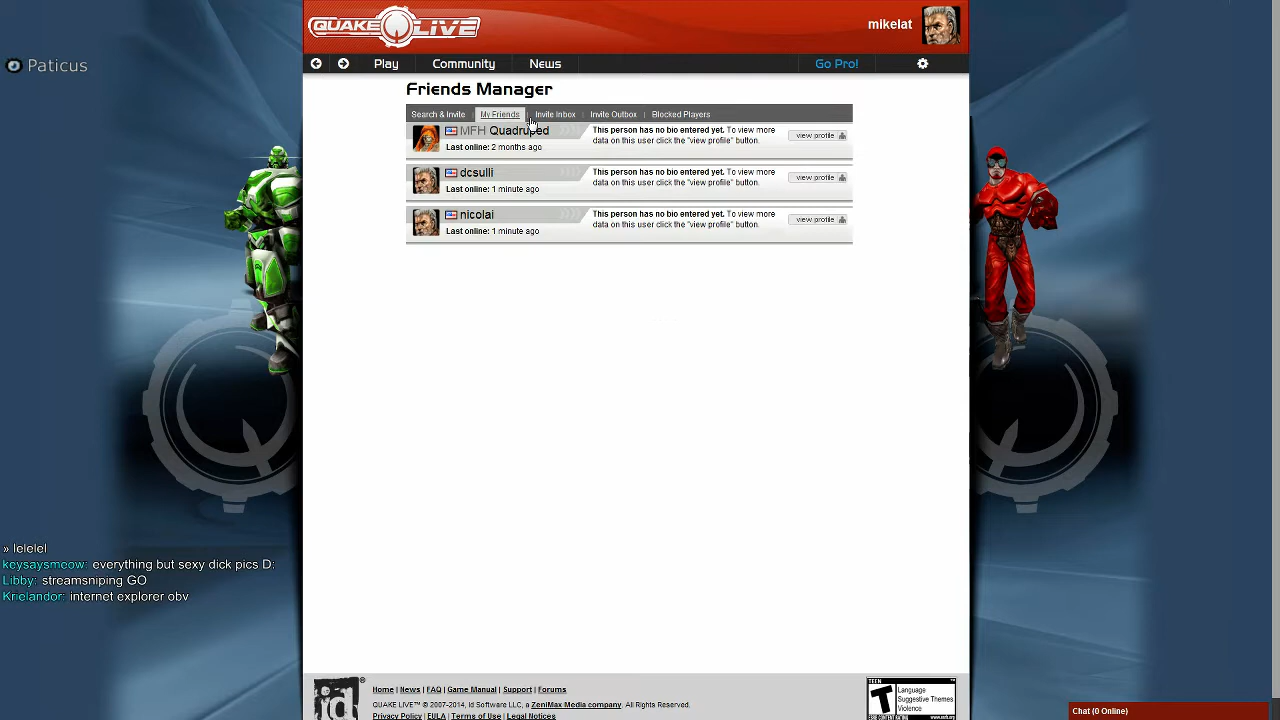 QUAKE LIVE
mikelat
Paticus
Play Community News Go Pro!
Friends Manager
Search & Invite My Friends Invite Inbox Invite Outbox Blocked Players
MFH Quadruped
Last online: 2 months ago
This person has no bio entered yet. To view more
data on this user click the "view profile" button.
view profile
dcsulli
Last online: 1 minute ago
This person has no bio entered yet. To view more
data on this user click the "view profile" button.
view profile
nicolai
Last online: 1 minute ago
This person has no bio entered yet. To view more
data on this user click the "view profile" button.
view profile
» lelelel
keysaysmeow: everything but sexy dick pics D:
Libby: streamsniping GO
Krielandor: internet explorer obv
id ®
Home | News | FAQ | Game Manual | Support | Forums
QUAKE LIVE™ © 2007-2014, Id Software LLC, a ZeniMax Media company. All Rights Reserved.
Privacy Policy | EULA | Terms of Use | Legal Notices
TEEN
T
Language
Suggestive Themes
Violence
Chat (0 Online)